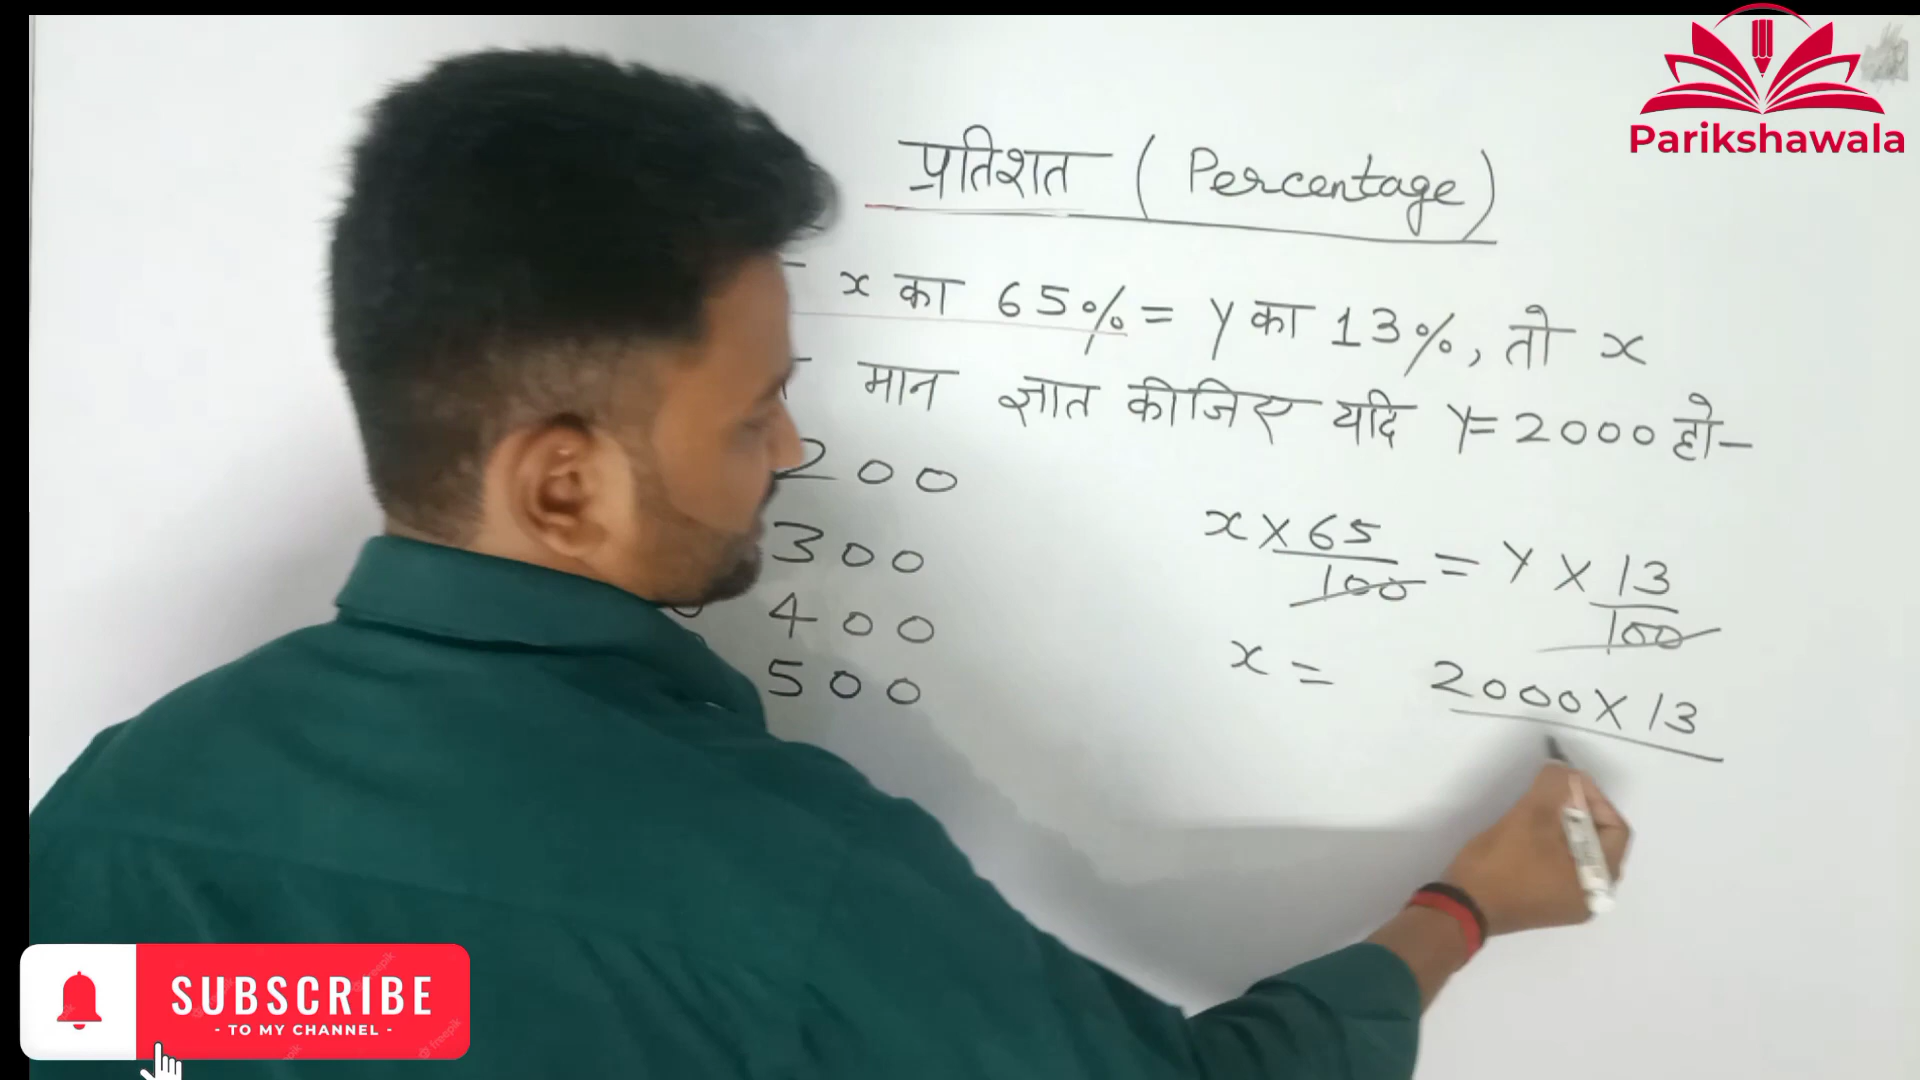 Parikshawala
प्रतिशत ( Percentage )
x का 65% = y का 13%, तो x
मान ज्ञात कीजिए यदि y= 2000 हो-
200
300
400
500
x × 65/100 = y × 13/100
x = 2000 × 13
SUBSCRIBE
- TO MY CHANNEL -